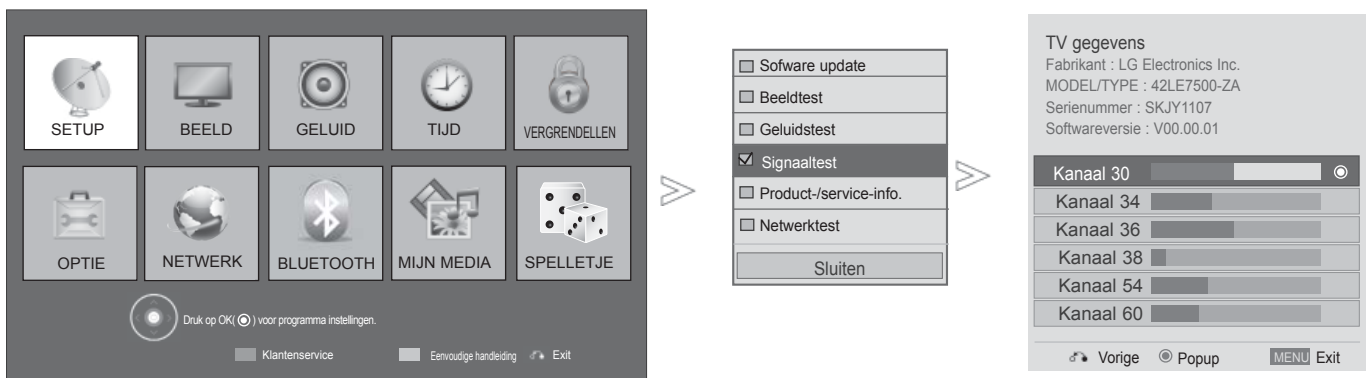 SETUP
BEELD
GELUID
TIJD
VERGRENDELLEN
OPTIE
NETWERK
BLUETOOTH
MIJN MEDIA
SPELLETJE
Druk op OK( ) voor programma instellingen.
Klantenservice
Eenvoudige handleiding
Exit
Sofware update
Beeldtest
Geluidstest
Signaaltest
Product-/service-info.
Netwerktest
Sluiten
TV gegevens
Fabrikant : LG Electronics Inc.
MODEL/TYPE : 42LE7500-ZA
Serienummer : SKJY1107
Softwareversie : V00.00.01
Kanaal 30
Kanaal 34
Kanaal 36
Kanaal 38
Kanaal 54
Kanaal 60
Vorige
Popup
MENU Exit